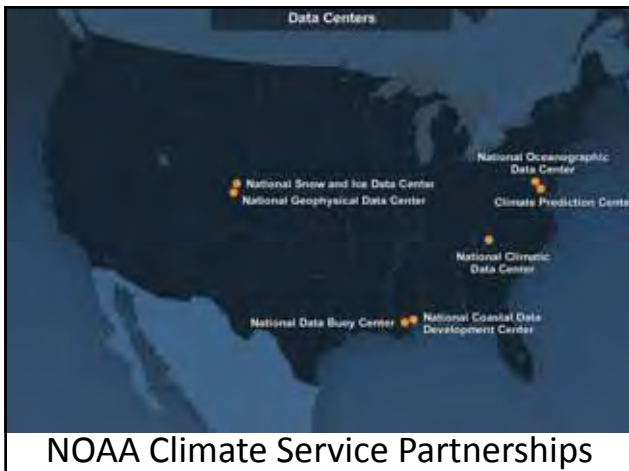 Data Centers
National Oceanographic
Data Center
National Snow and Ice Data Center
Climate Prediction Cente
National Geophysical Data Center
National Climatic
Data Center
National Data Buoy Center
National Coastal Data
Development Center
NOAA Climate Service Partnerships